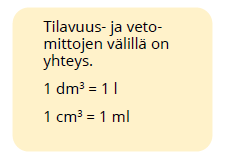 Tilavuus- ja veto-
mittojen välillä on
yhteys.
1 dm³ = 1 l
1 cm³ = 1 ml